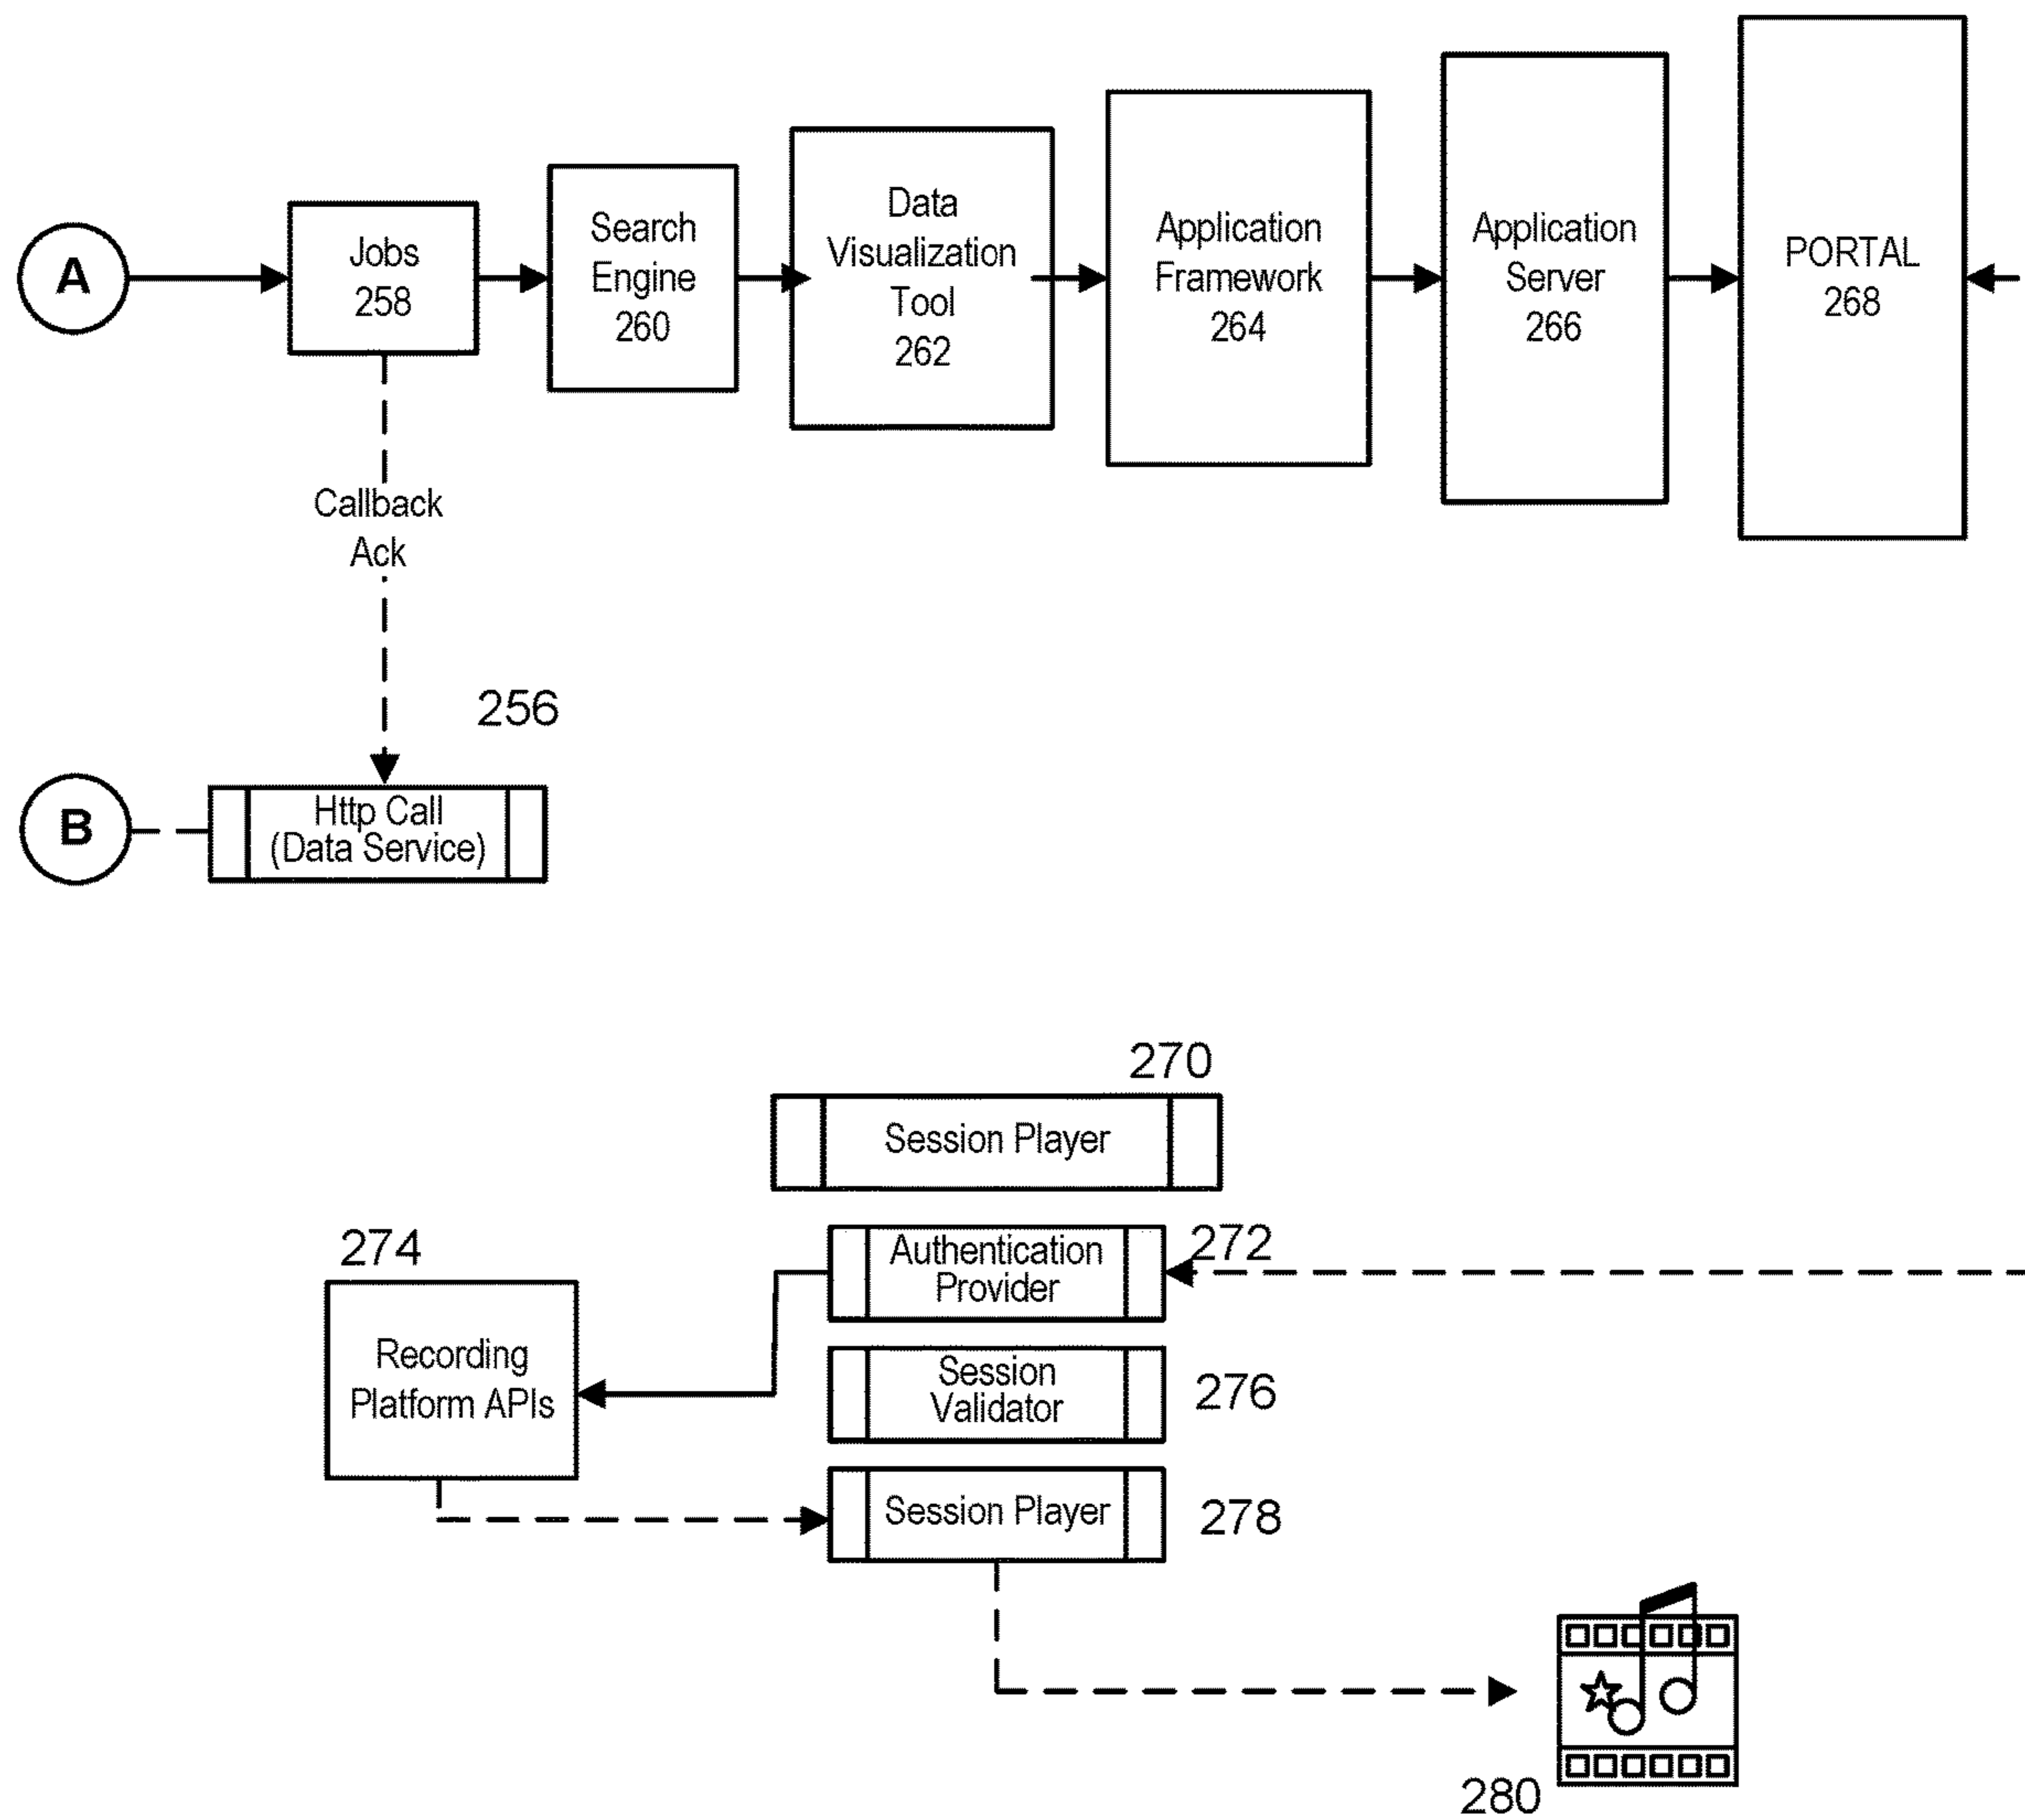 A
Jobs
258
Search
Engine
260
Data
Visualization
Tool
262
Application
Framework
264
Application
Server
266
PORTAL
268
Callback
Ack
256
B
Http Call
(Data Service)
270
Session Player
274
Authentication
Provider
272
Recording
Platform APIs
Session
Validator
276
Session Player
278
280